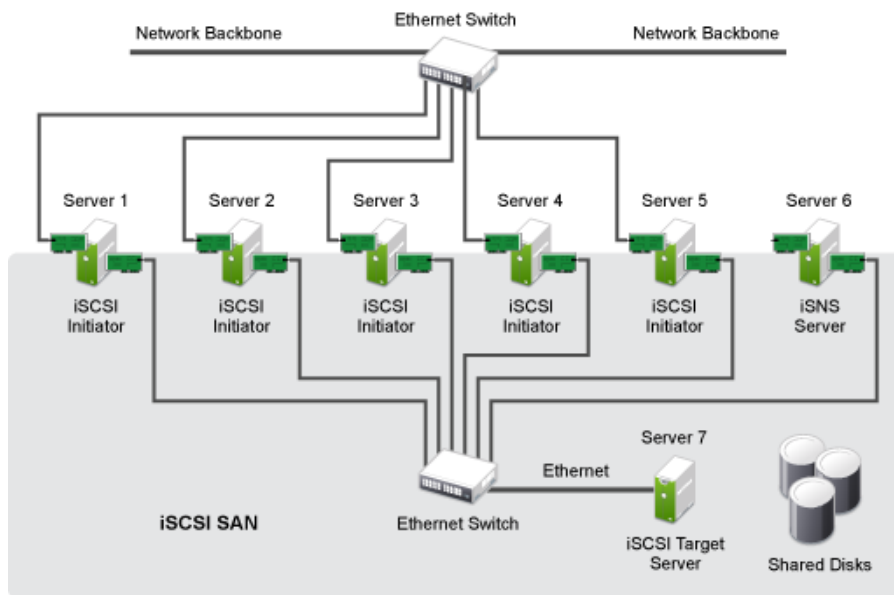 Ethernet Switch
Network Backbone
Network Backbone
Server 1
Server 2
Server 3
Server 4
Server 5
Server 6
iSCSI
Initiator
iSCSI
Initiator
iSCSI
Initiator
iSCSI
Initiator
iSCSI
Initiator
iSNS
Server
Server 7
Ethernet
iSCSI SAN
Ethernet Switch
iSCSI Target
Server
Shared Disks